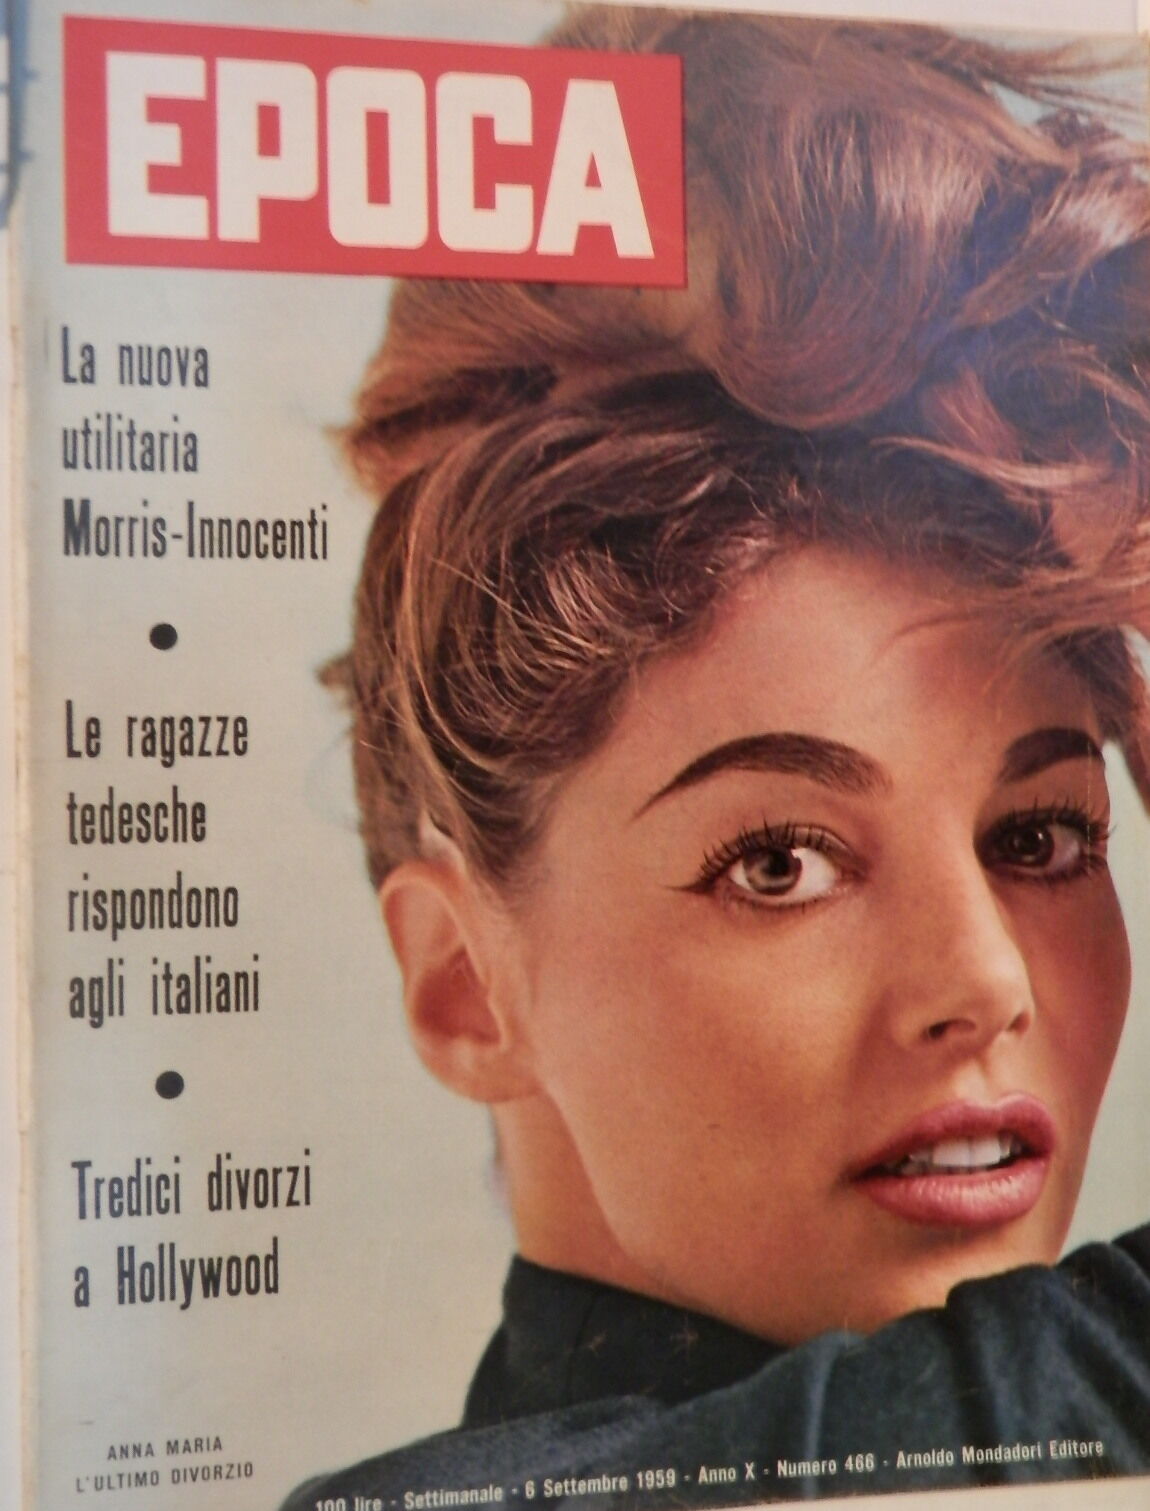 EPOCA
La nuova
utilitaria
Morris-Innocenti
●
Le ragazze
tedesche
rispondono
agli italiani
●
Tredici divorzi
a Hollywood
ANNA MARIA
L'ULTIMO DIVORZIO
100 lire - Settimanale - 6 Settembre 1959 - Anno X - Numero 466 - Arnoldo Mondadori Editore